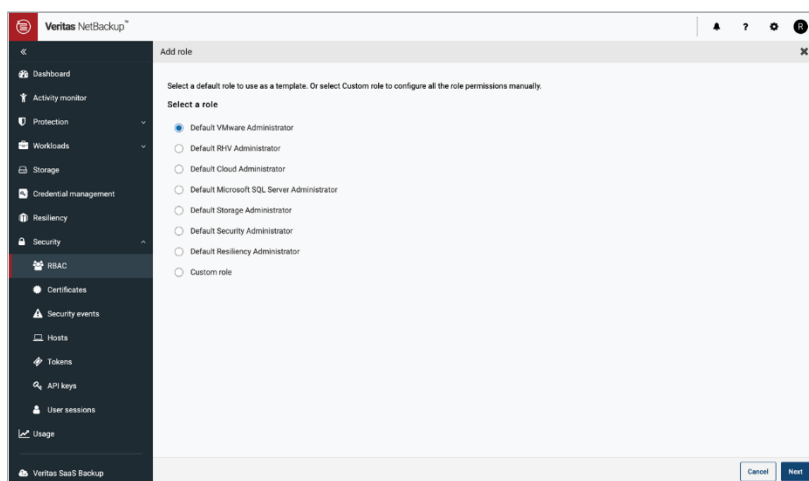 Veritas NetBackup™
?
R
«
Add role
Dashboard
Activity monitor
Protection
Workloads
Storage
Credential management
Resiliency
Security
RBAC
Certificates
Security events
Hosts
Tokens
API keys
User sessions
Usage
Veritas SaaS Backup
Select a default role to use as a template. Or select Custom role to configure all the role permissions manually.
Select a role
Default VMware Administrator
Default RHV Administrator
Default Cloud Administrator
Default Microsoft SQL Server Administrator
Default Storage Administrator
Default Security Administrator
Default Resiliency Administrator
Custom role
Cancel
Next